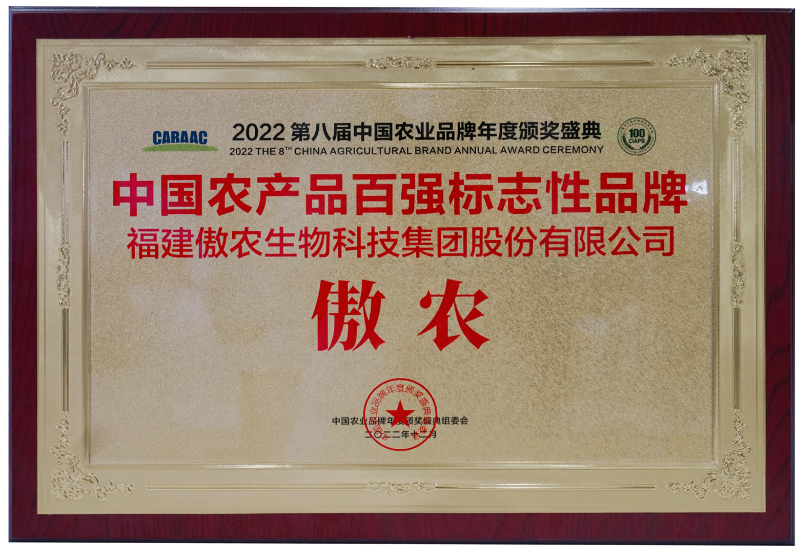 CARAAC
2022 第八届中国农业品牌年度颁奖盛典
2022 THE 8TH CHINA AGRICULTURAL BRAND ANNUAL AWARD CEREMONY
100
CIAPB
中国农产品百强标志性品牌
福建傲农生物科技集团股份有限公司
傲农
中国农业品牌年度颁奖盛典组委会
二〇二二年十二月